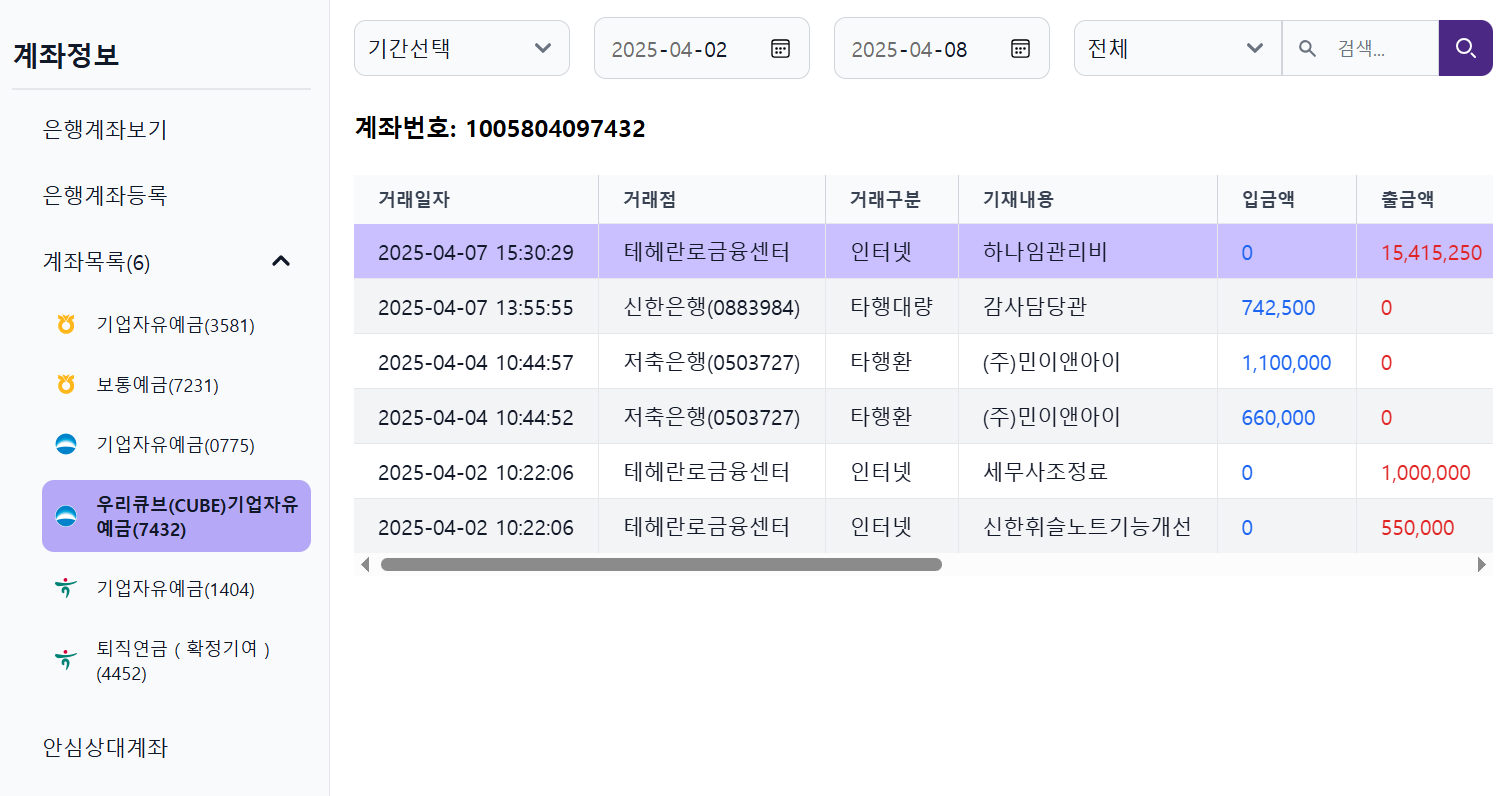 계좌정보
은행계좌보기
은행계좌등록
계좌목록(6)
기업자유예금(3581)
보통예금(7231)
기업자유예금(0775)
우리큐브(CUBE)기업자유
예금(7432)
기업자유예금(1404)
퇴직연금 ( 확정기여 )
(4452)
안심상대계좌
기간선택 2025-04-02 2025-04-08 전체 검색...
계좌번호: 1005804097432
거래일자 거래점 거래구분 기재내용 입금액 출금액
2025-04-07 15:30:29 테헤란로금융센터 인터넷 하나임관리비 0 15,415,250
2025-04-07 13:55:55 신한은행(0883984) 타행대량 감사담당관 742,500 0
2025-04-04 10:44:57 저축은행(0503727) 타행환 (주)민이앤아이 1,100,000 0
2025-04-04 10:44:52 저축은행(0503727) 타행환 (주)민이앤아이 660,000 0
2025-04-02 10:22:06 테헤란로금융센터 인터넷 세무사조정료 0 1,000,000
2025-04-02 10:22:06 테헤란로금융센터 인터넷 신한휘슬노트기능개선 0 550,000